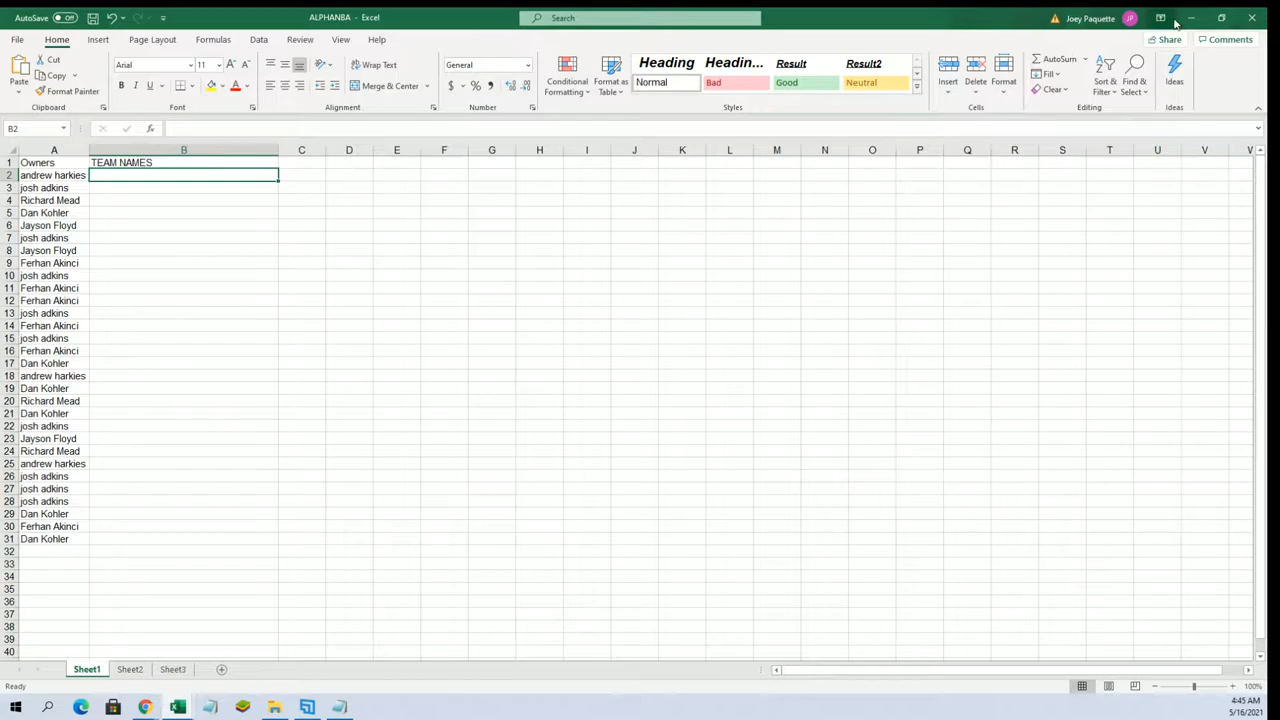 AutoSave Off ALPHANBA - Excel Search Joey Paquette JP
File Home Insert Page Layout Formulas Data Review View Help Share Comments
Paste Cut Copy Format Painter Clipboard
Arial 11 A A B I U A Font
Wrap Text Merge & Center Alignment
General $ % Number
Conditional Formatting Format as Table
Heading Headin... Result Result2
Normal Bad Good Neutral
Styles
Insert Delete Format Cells
AutoSum Fill Clear Sort & Filter Find & Select Editing
Ideas Ideas
B2 fx
A B C D E F G H I J K L M N O P Q R S T U V W
1 Owners TEAM NAMES
2 andrew harkies
3 josh adkins
4 Richard Mead
5 Dan Kohler
6 Jayson Floyd
7 josh adkins
8 Jayson Floyd
9 Ferhan Akinci
10 josh adkins
11 Ferhan Akinci
12 Ferhan Akinci
13 josh adkins
14 Ferhan Akinci
15 josh adkins
16 Ferhan Akinci
17 Dan Kohler
18 andrew harkies
19 Dan Kohler
20 Richard Mead
21 Dan Kohler
22 josh adkins
23 Jayson Floyd
24 Richard Mead
25 andrew harkies
26 josh adkins
27 josh adkins
28 josh adkins
29 Dan Kohler
30 Ferhan Akinci
31 Dan Kohler
32
33
34
35
36
37
38
39
40
Sheet1 Sheet2 Sheet3
Ready 100%
4:45 AM
5/16/2021